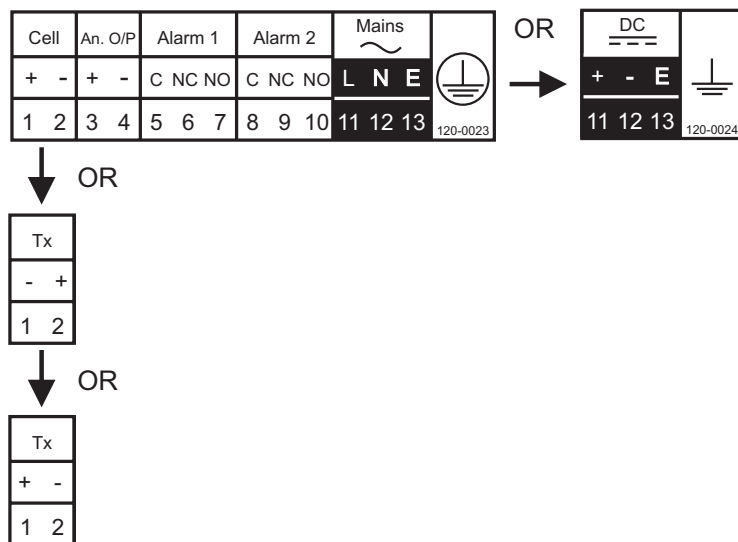 Cell An. O/P Alarm 1 Alarm 2 Mains
+ - + - C NC NO C NC NO L N E
1 2 3 4 5 6 7 8 9 10 11 12 13 120-0023
OR
DC
+ - E
11 12 13 120-0024
OR
Tx
- +
1 2
OR
Tx
+ -
1 2